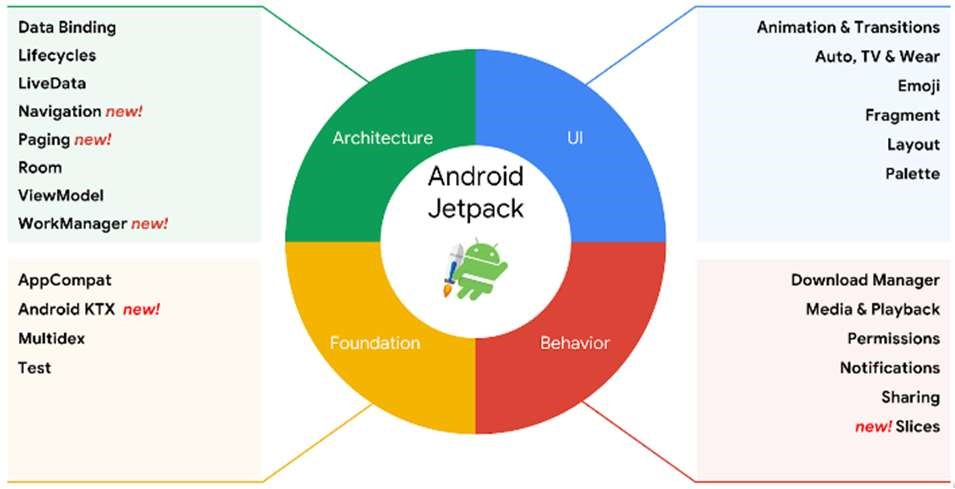 Data Binding
Lifecycles
LiveData
Navigation new!
Paging new!
Room
ViewModel
WorkManager new!
Animation & Transitions
Auto, TV & Wear
Emoji
Fragment
Layout
Palette
Architecture
UI
Android
Jetpack
Foundation
Behavior
AppCompat
Android KTX new!
Multidex
Test
Download Manager
Media & Playback
Permissions
Notifications
Sharing
new! Slices